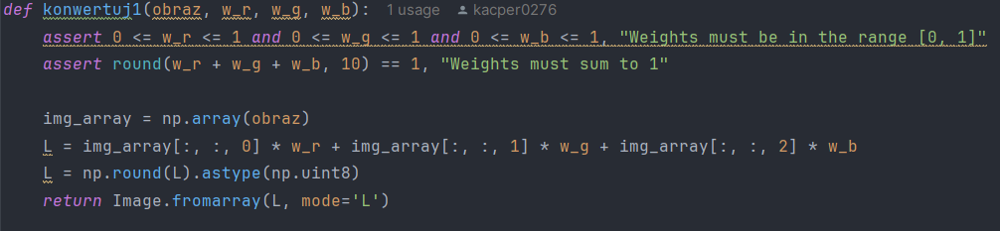 def konwertuj1(obraz, w_r, w_g, w_b): 1 usage kacper0276
    assert 0 <= w_r <= 1 and 0 <= w_g <= 1 and 0 <= w_b <= 1, "Weights must be in the range [0, 1]"
    assert round(w_r + w_g + w_b, 10) == 1, "Weights must sum to 1"
    img_array = np.array(obraz)
    L = img_array[:, :, 0] * w_r + img_array[:, :, 1] * w_g + img_array[:, :, 2] * w_b
    L = np.round(L).astype(np.uint8)
    return Image.fromarray(L, mode='L')